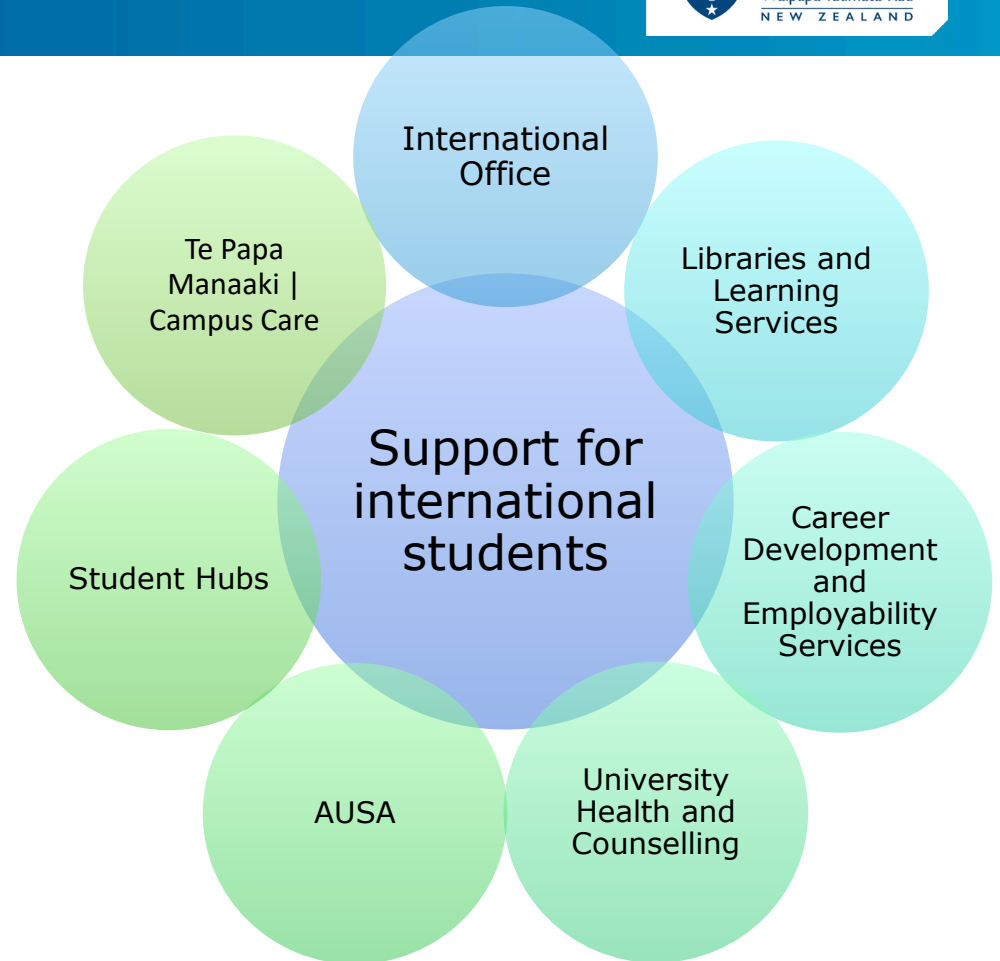 NEW ZEALAND
International
Office
Libraries and
Learning
Services
Career
Development
and
Employability
Services
University
Health and
Counselling
AUSA
Student Hubs
Te Papa
Manaaki |
Campus Care
Support for
international
students